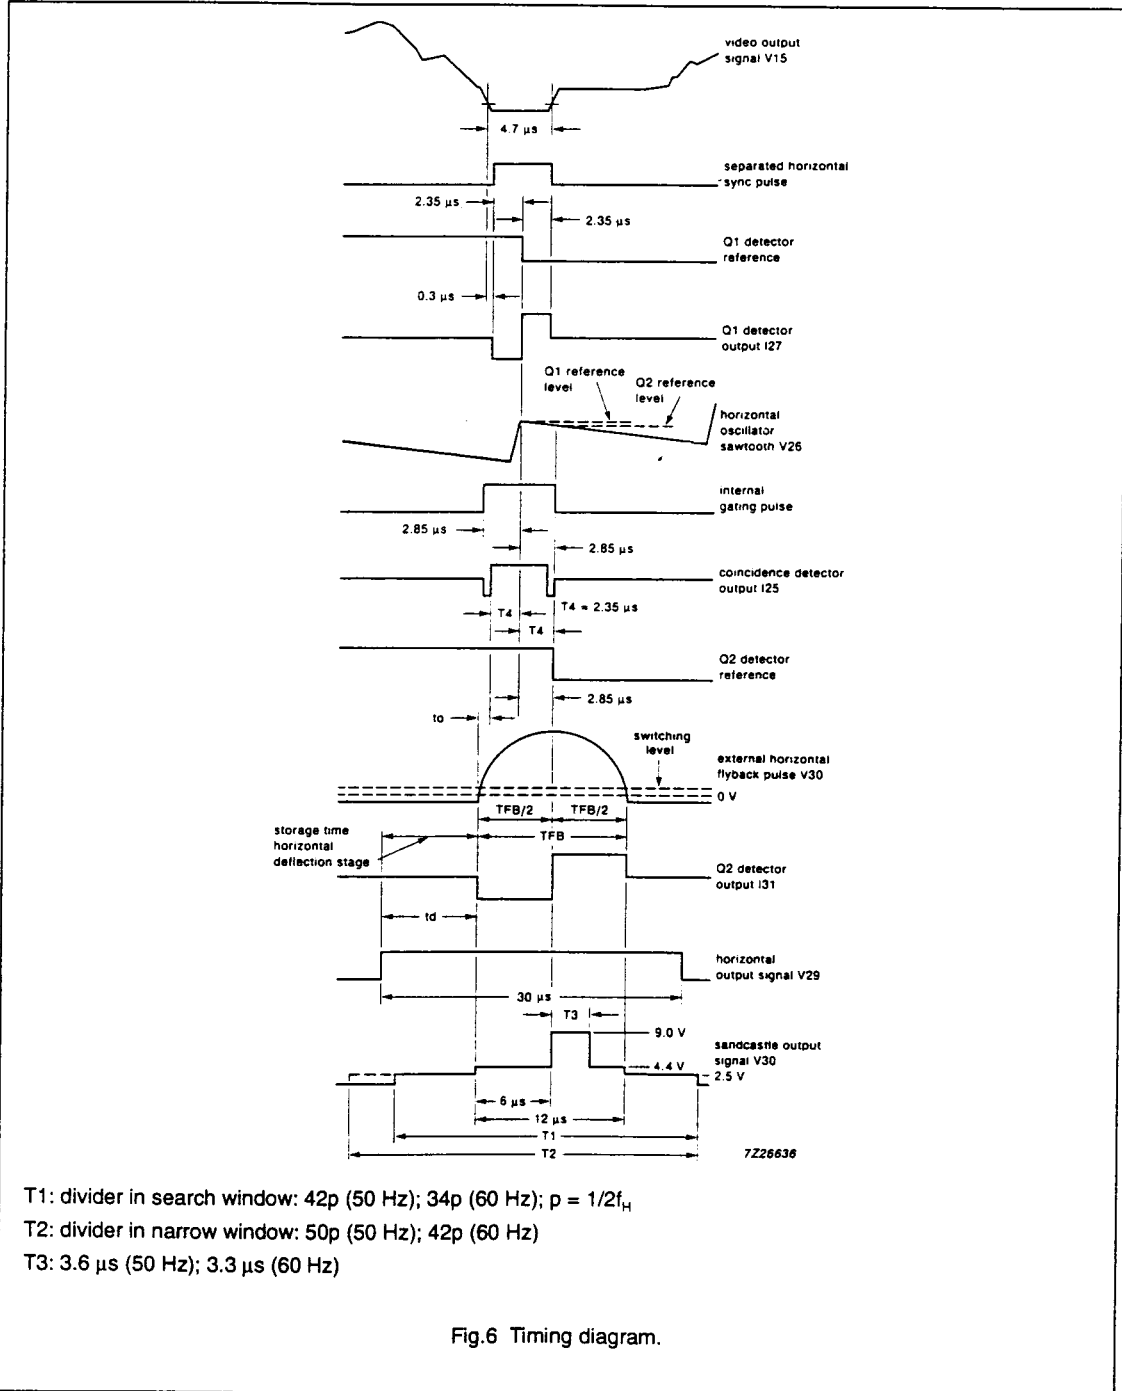 video output
signal V15
4.7 µs
separated horizontal
sync pulse
2.35 µs
2.35 µs
Q1 detector
reference
0.3 µs
Q1 detector
output I27
Q1 reference
level
Q2 reference
level
horizontal
oscillator
sawtooth V26
internal
gating pulse
2.85 µs
2.85 µs
coincidence detector
output I25
T4
T4 = 2.35 µs
T4
Q2 detector
reference
2.85 µs
to
switching
level
external horizontal
flyback pulse V30
0 V
TFB/2
TFB/2
storage time
horizontal
deflection stage
TFB
Q2 detector
output I31
td
horizontal
output signal V29
30 µs
T3
9.0 V
sandcastle output
signal V30
4.4 V
2.5 V
6 µs
12 µs
T1
T2
7Z26636
T1: divider in search window: 42p (50 Hz); 34p (60 Hz); p = 1/2fH
T2: divider in narrow window: 50p (50 Hz); 42p (60 Hz)
T3: 3.6 µs (50 Hz); 3.3 µs (60 Hz)
Fig.6 Timing diagram.